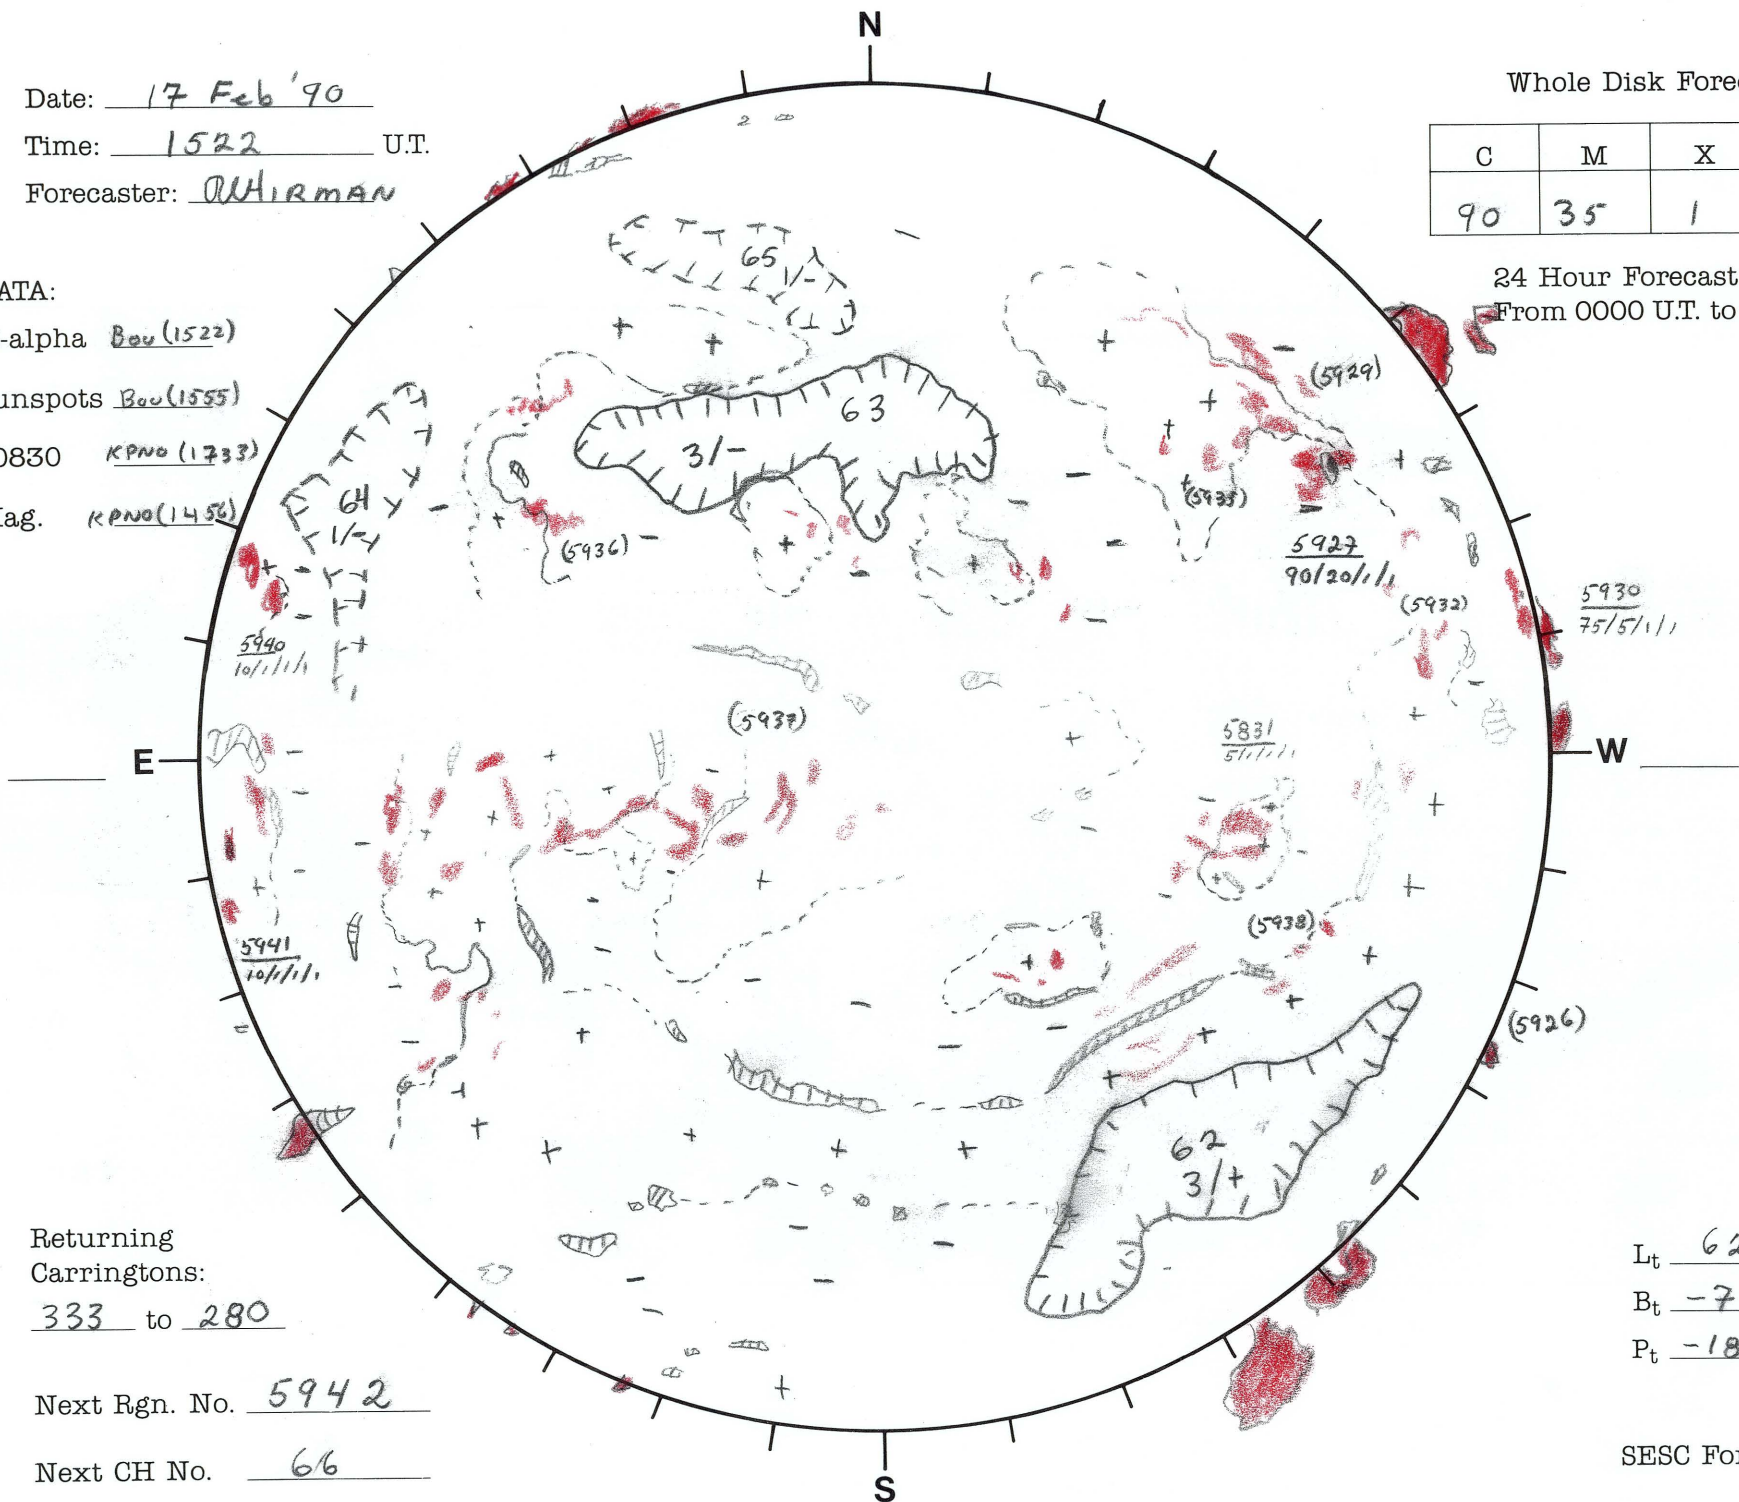 N
Date: 17 Feb '90
Time: 1522 U.T.
Forecaster:
Whole Disk Fore
C M X
90 35 1
24 Hour Forecast
From 0000 U.T. to
ATA:
-alpha Bou (1522)
unspots Bou (1555)
0830 KPNO (1733)
ag. KPNO (1456)
65
1/-
63
3/-
64
1/-
(5929)
(5935)
(5936)
5927
90/20/1/1
5930
75/5/1/1
(5932)
5940
10/1/1/1
(5937)
5831
5/1/1/1
E
W
5941
10/1/1/1
(5938)
(5926)
62
3/+
Returning
Carringtons:
333 to 280
Next Rgn. No. 5942
Next CH No. 66
Lt 62
Bt -7
Pt -18
SESC For
S